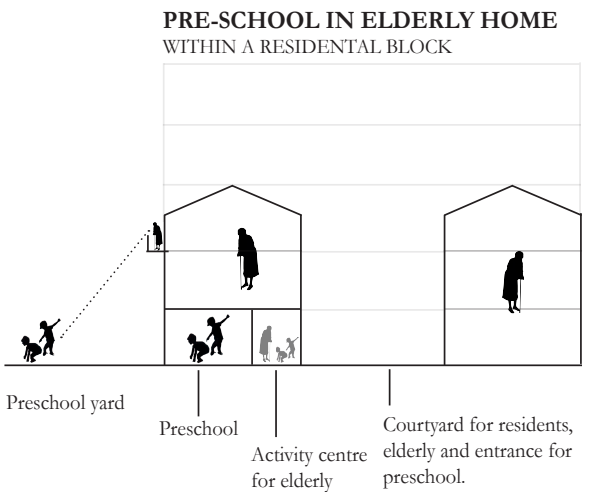 PRE-SCHOOL IN ELDERLY HOME
WITHIN A RESIDENTAL BLOCK
Preschool yard
Preschool
Activity centre
for elderly
Courtyard for residents,
elderly and entrance for
preschool.